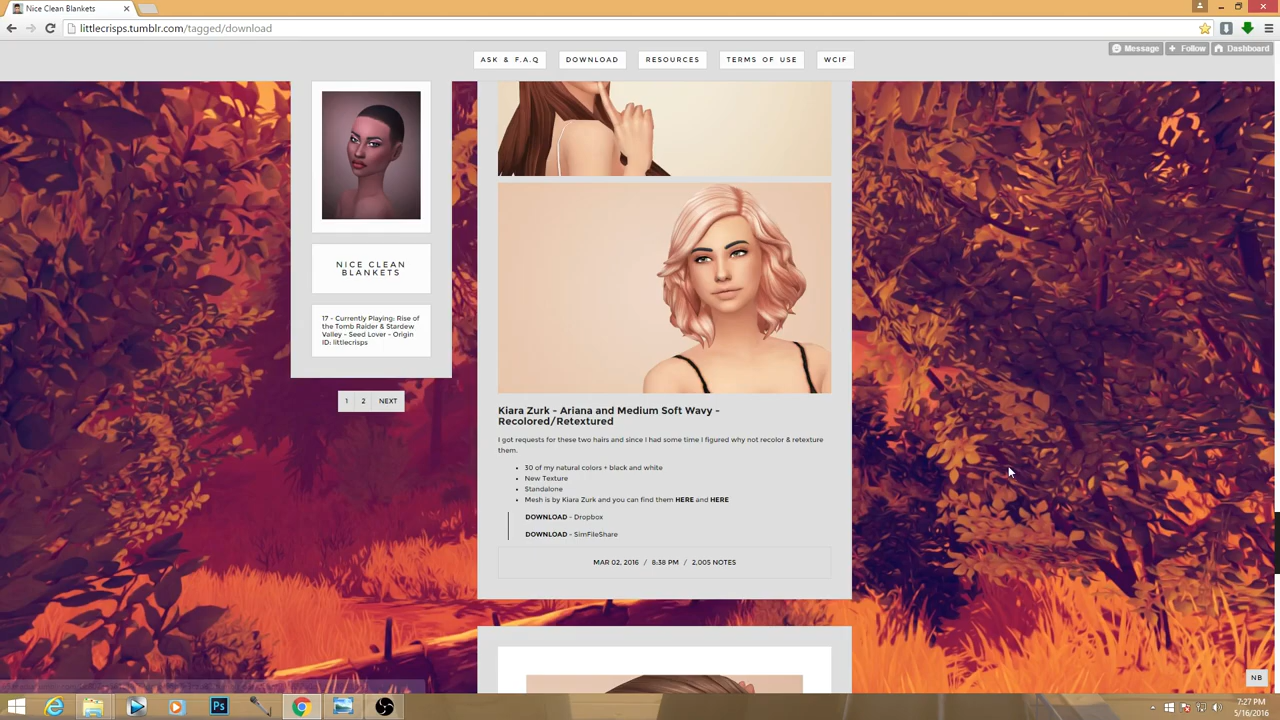 Nice Clean Blankets
littlecrisps.tumblr.com/tagged/download
Message
Follow
Dashboard
ASK & F.A.Q
DOWNLOAD
RESOURCES
TERMS OF USE
WCIF
NICE CLEAN
BLANKETS
17 - Currently Playing: Rise of
the Tomb Raider & Stardew
Valley - Seed Lover - Origin
ID: littlecrisps
1 2 NEXT
Kiara Zurk - Ariana and Medium Soft Wavy -
Recolored/Retextured
I got requests for these two hairs and since I had some time I figured why not recolor & retexture
them.
30 of my natural colors + black and white
New Texture
Standalone
Mesh is by Kiara Zurk and you can find them HERE and HERE
DOWNLOAD - Dropbox
DOWNLOAD - SimFileShare
MAR 02, 2016 / 8:38 PM / 2,005 NOTES
NB
Ps
7:27 PM
5/16/2016